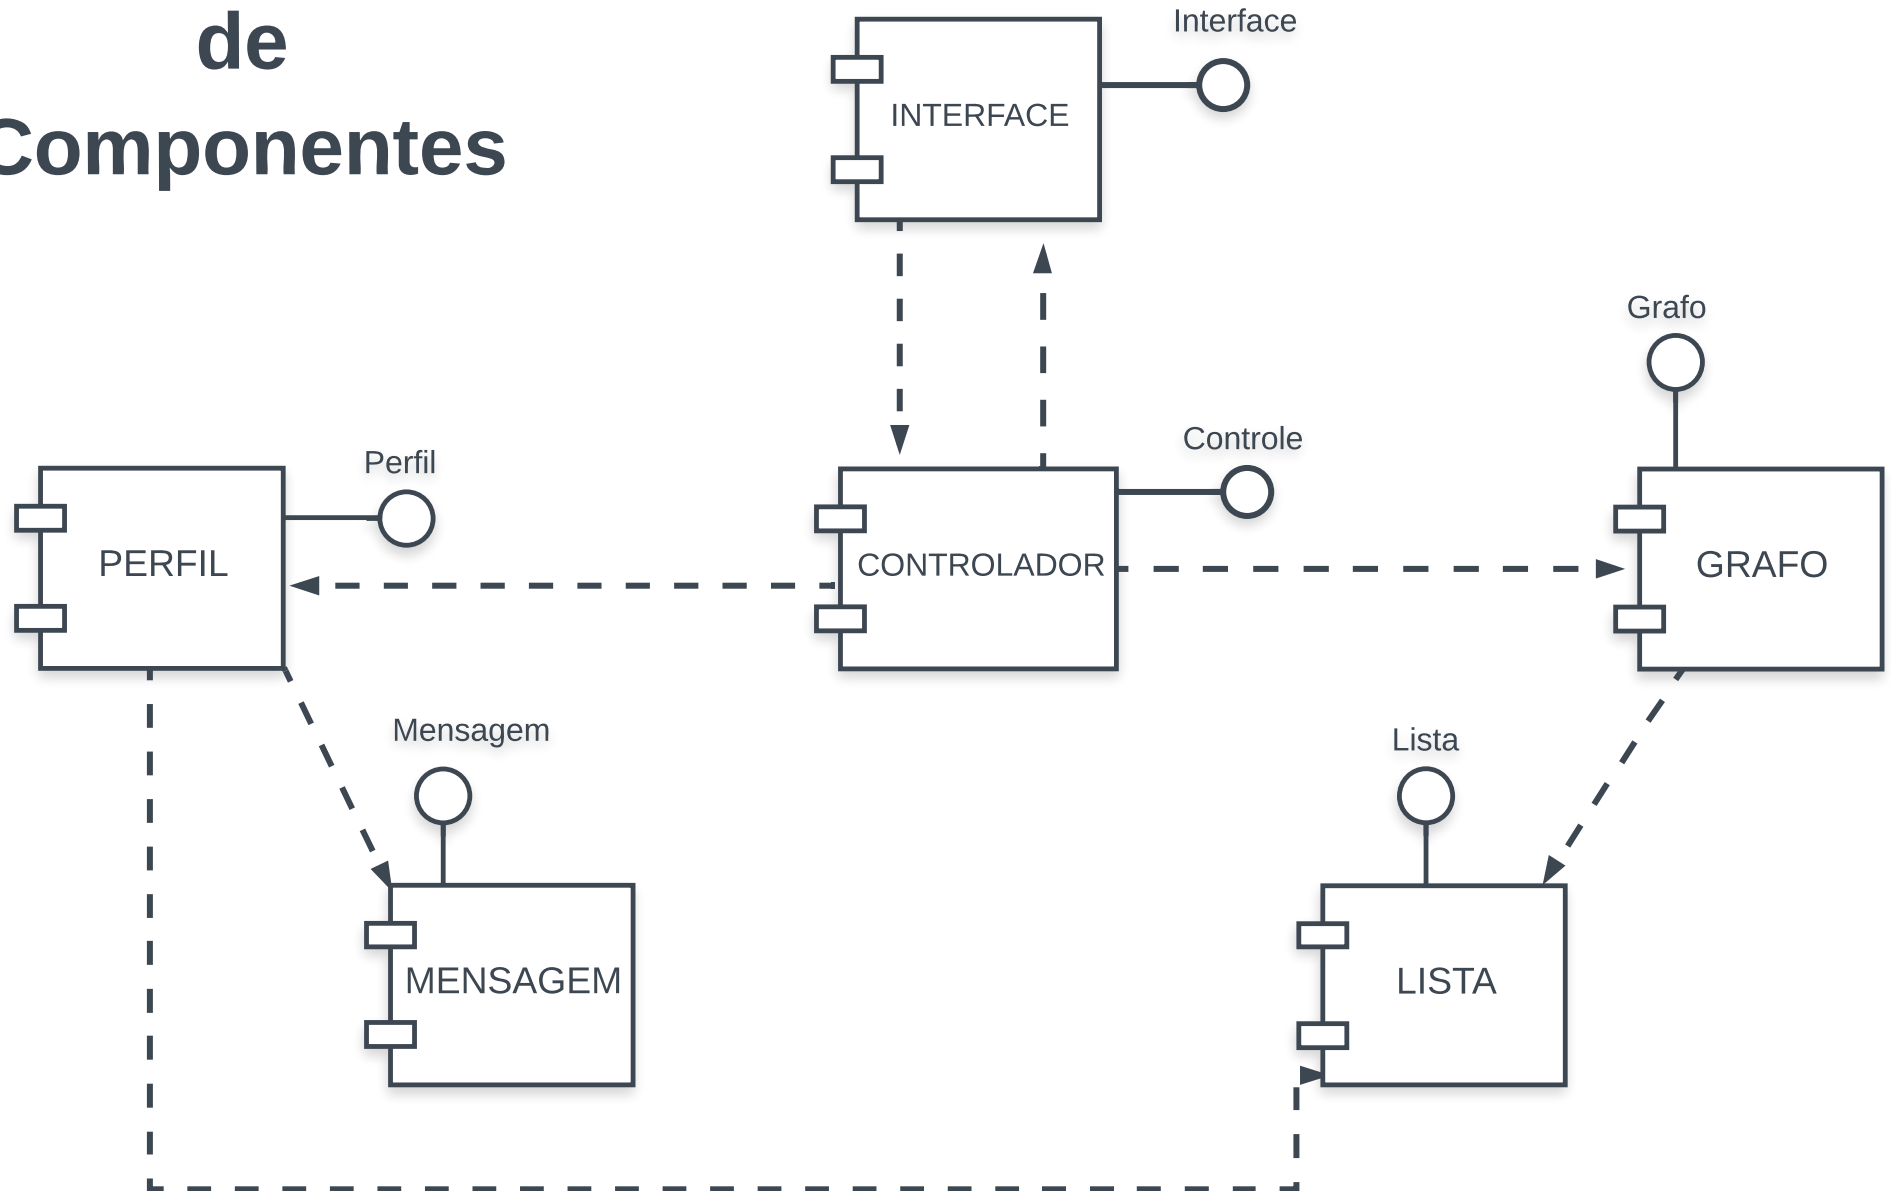 de
Componentes
Interface
INTERFACE
Grafo
Controle
Perfil
PERFIL
CONTROLADOR
GRAFO
Mensagem
Lista
MENSAGEM
LISTA